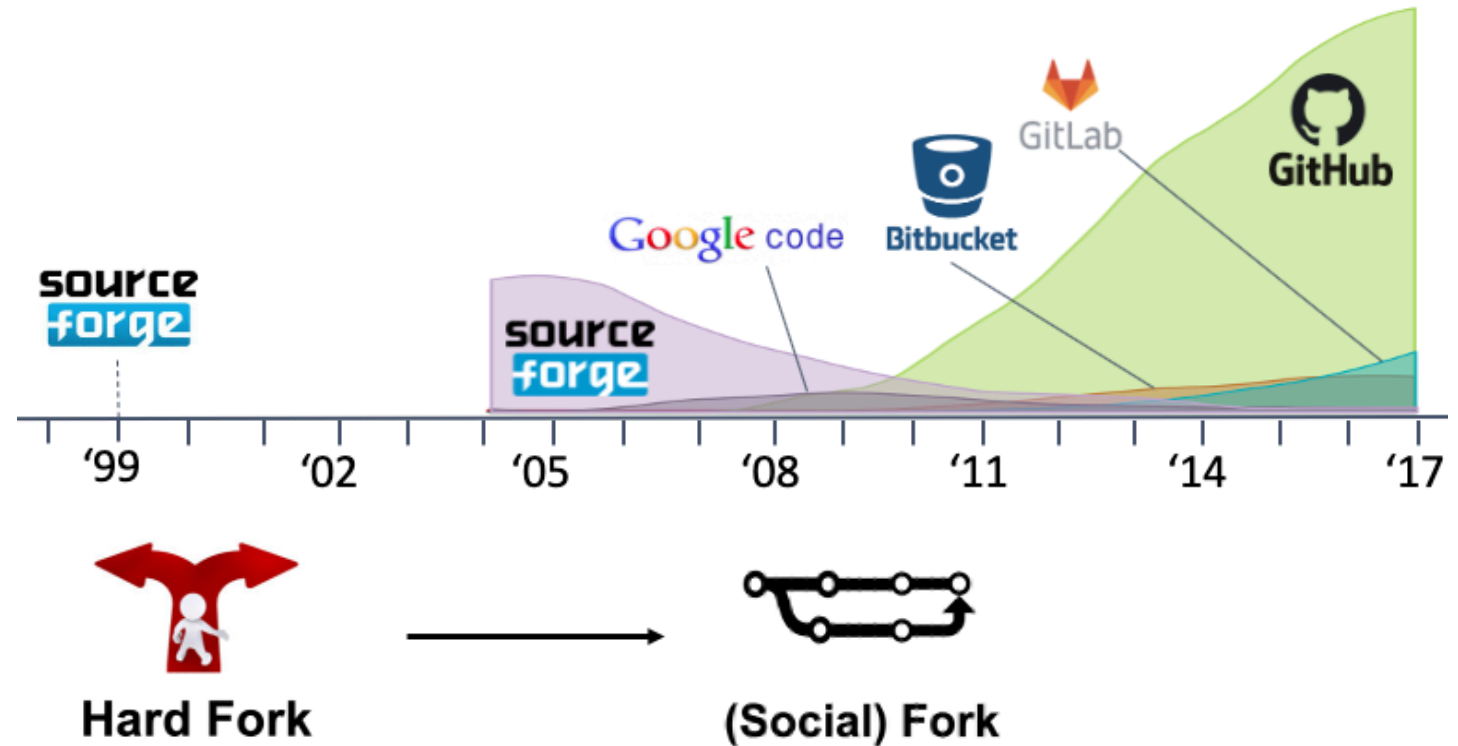 GitLab
GitHub
Google code
Bitbucket
source
forge
source
forge
‘99
‘02
‘05
‘08
‘11
‘14
‘17
Hard Fork
(Social) Fork